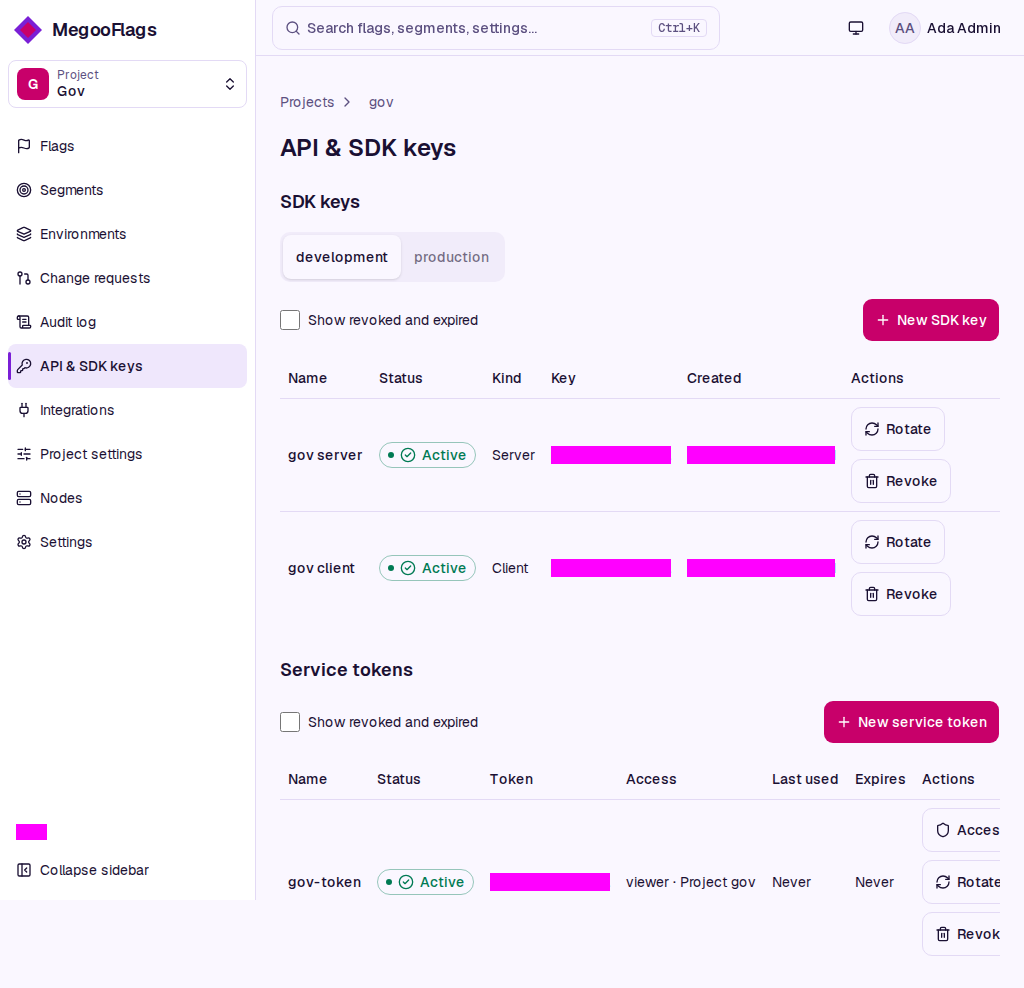 MegooFlags
Search flags, segments, settings...
Ctrl+K
AA
Ada Admin
G
Project
Gov
Flags
Segments
Environments
Change requests
Audit log
API & SDK keys
Integrations
Project settings
Nodes
Settings
Collapse sidebar
Projects
gov
API & SDK keys
SDK keys
development
production
Show revoked and expired
New SDK key
Name Status Kind Key Created Actions
gov server Active Server
Rotate
Revoke
gov client Active Client
Rotate
Revoke
Service tokens
Show revoked and expired
New service token
Name Status Token Access Last used Expires Actions
gov-token Active viewer · Project gov Never Never
Acces
Rotate
Revok